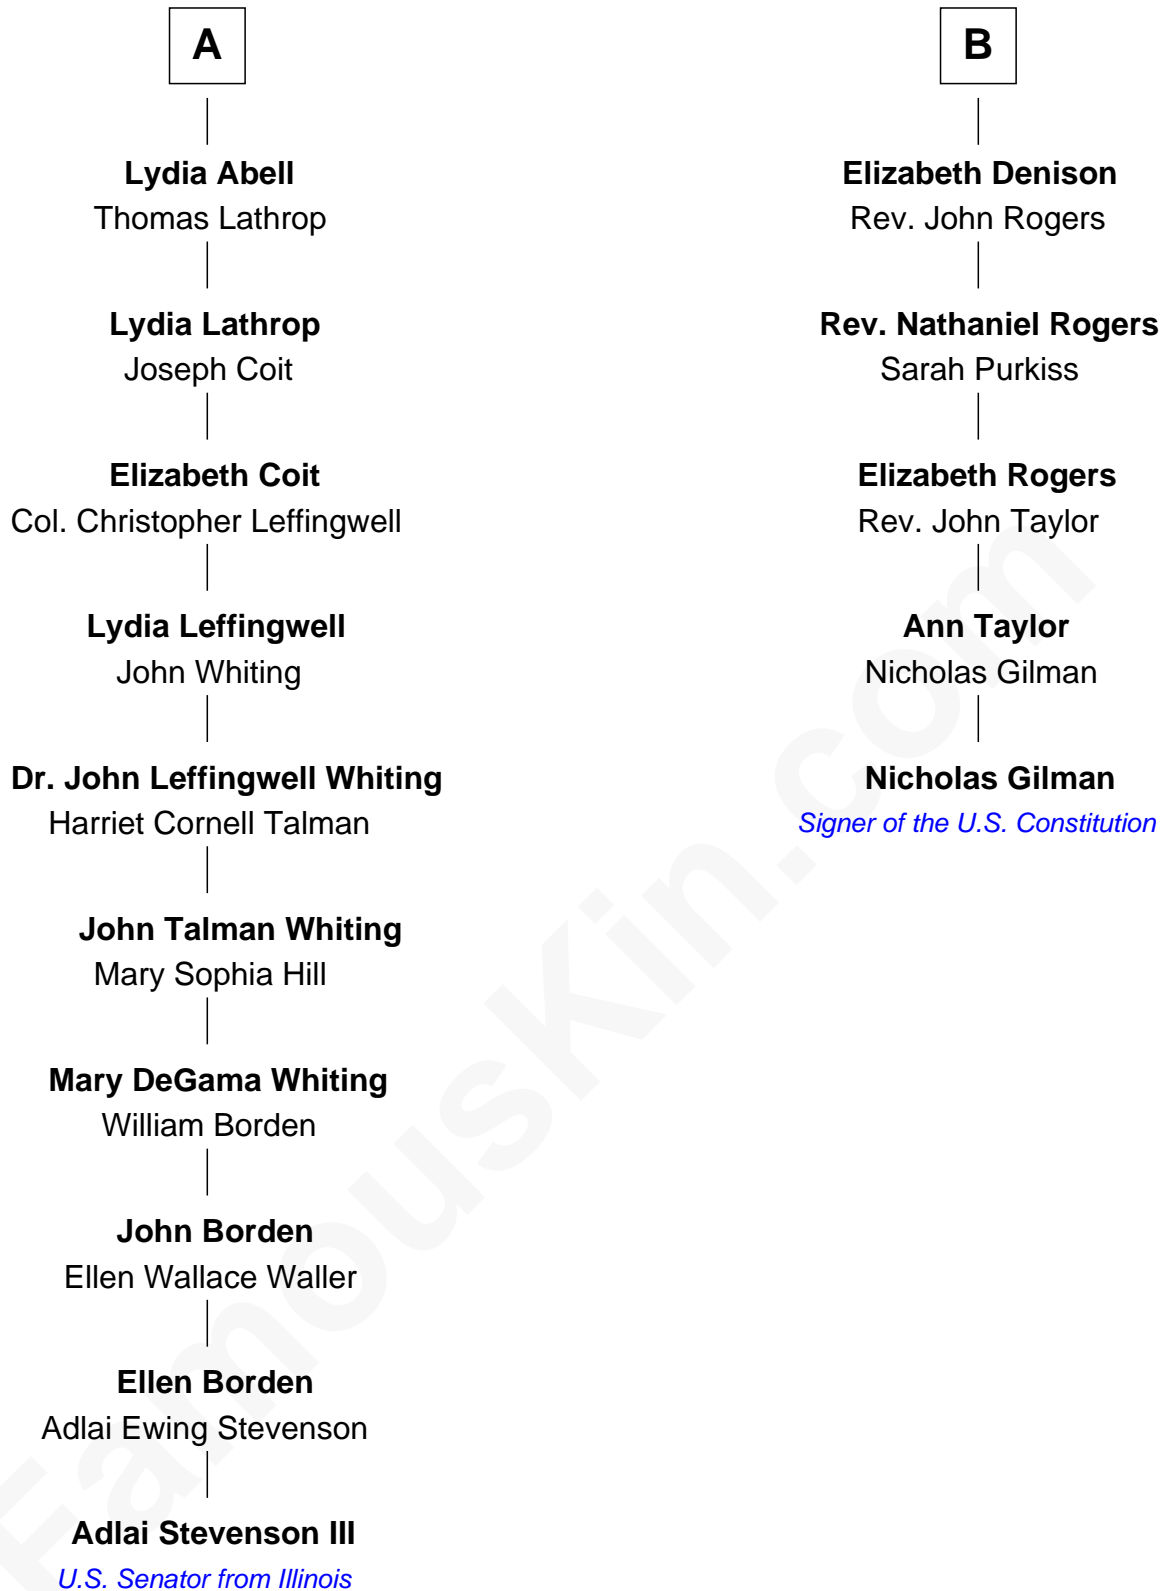 A
Lydia Abell
Thomas Lathrop
Lydia Lathrop
Joseph Coit
Elizabeth Coit
Col. Christopher Leffingwell
Lydia Leffingwell
John Whiting
Dr. John Leffingwell Whiting
Harriet Cornell Talman
John Talman Whiting
Mary Sophia Hill
Mary DeGama Whiting
William Borden
John Borden
Ellen Wallace Waller
Ellen Borden
Adlai Ewing Stevenson
Adlai Stevenson III
U.S. Senator from Illinois
B
Elizabeth Denison
Rev. John Rogers
Rev. Nathaniel Rogers
Sarah Purkiss
Elizabeth Rogers
Rev. John Taylor
Ann Taylor
Nicholas Gilman
Nicholas Gilman
Signer of the U.S. Constitution
FamousKin.com